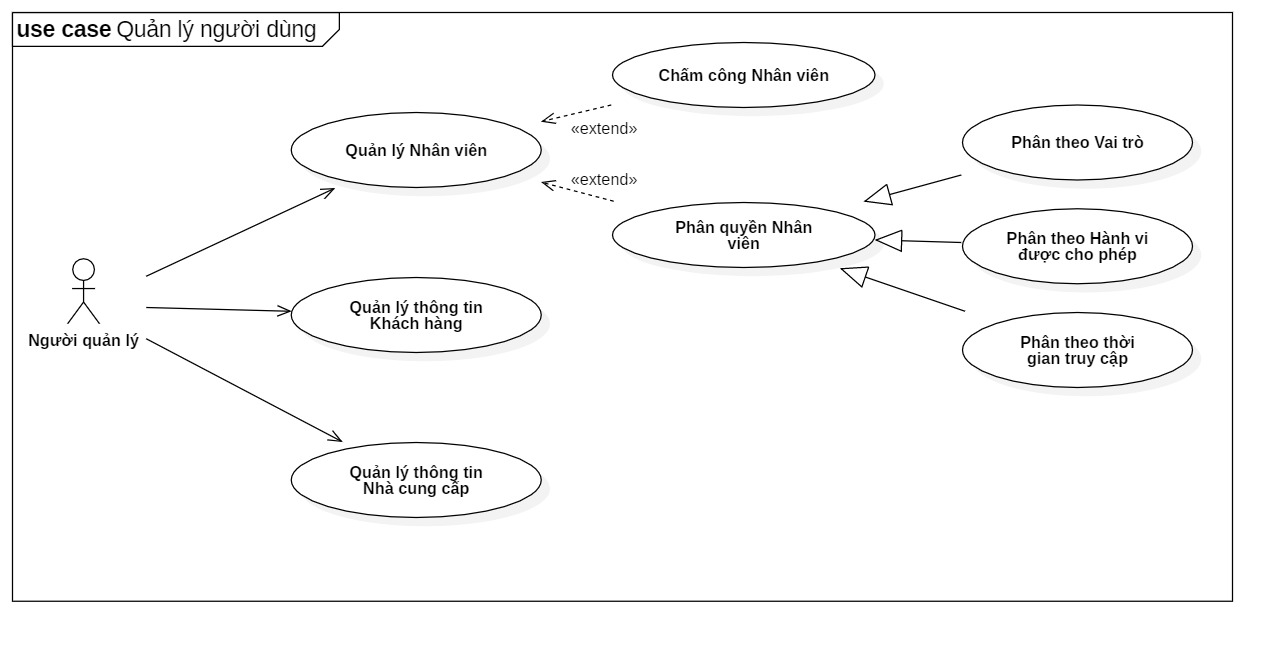 use case Quản lý người dùng
Chấm công Nhân viên
«extend»
Quản lý Nhân viên
Phân theo Vai trò
«extend»
Phân quyền Nhân
viên
Phân theo Hành vi
được cho phép
Quản lý thông tin
Khách hàng
Người quản lý
Phân theo thời
gian truy cập
Quản lý thông tin
Nhà cung cấp